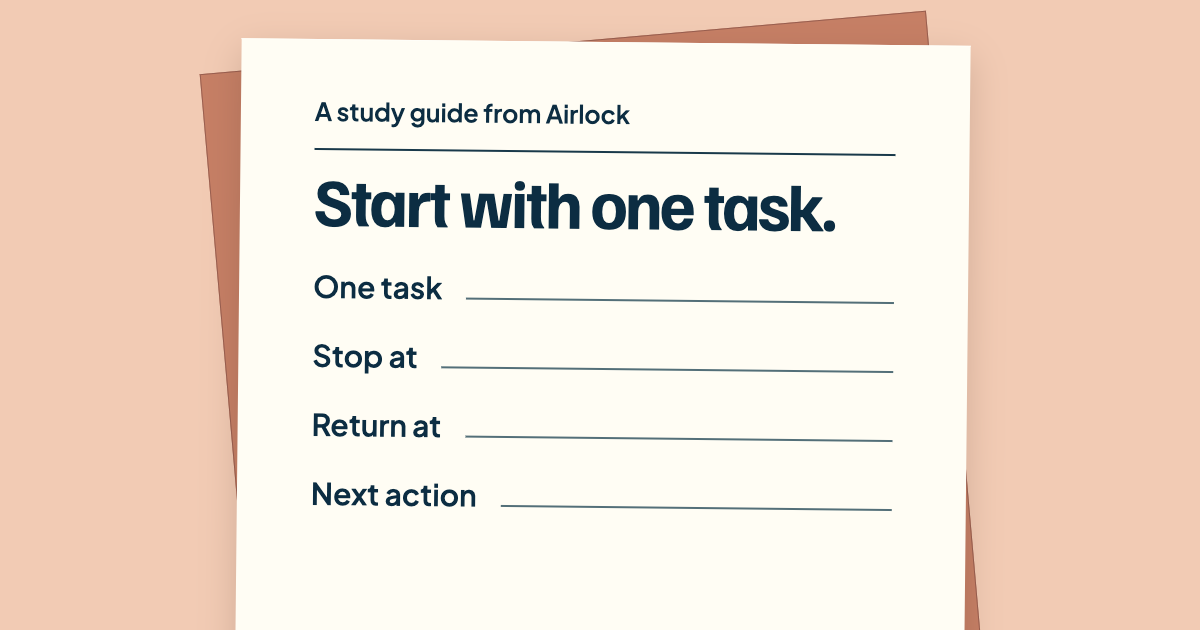 A study guide from Airlock
Start with one task.
One task
Stop at
Return at
Next action